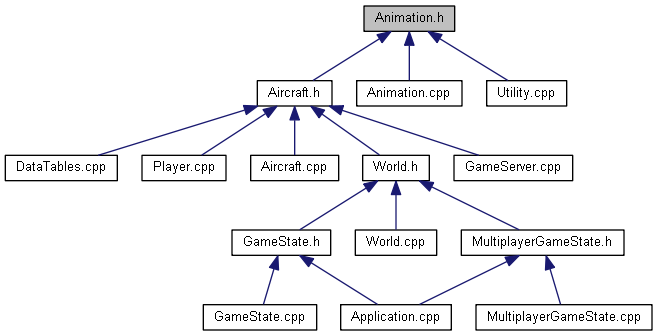 Animation.h
Aircraft.h
Animation.cpp
Utility.cpp
DataTables.cpp
Player.cpp
Aircraft.cpp
World.h
GameServer.cpp
GameState.h
World.cpp
MultiplayerGameState.h
GameState.cpp
Application.cpp
MultiplayerGameState.cpp